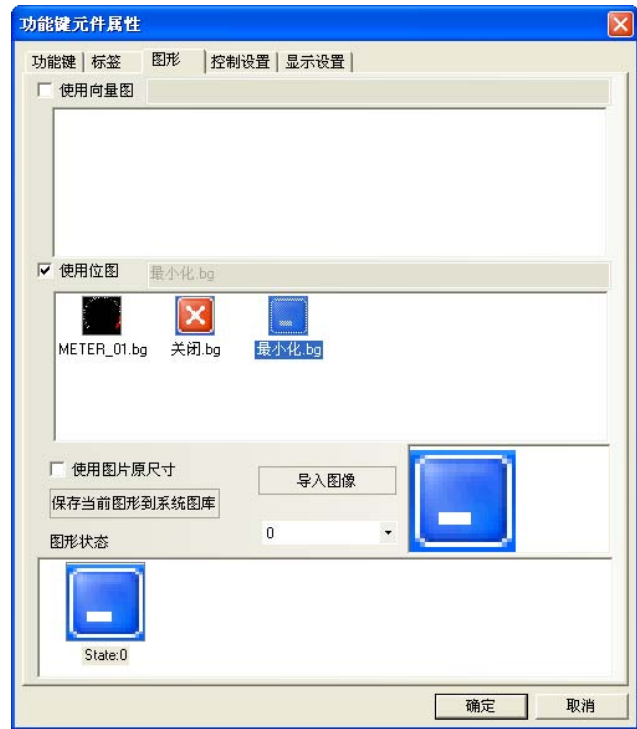 功能键元件属性
功能键 标签 图形 控制设置 显示设置
使用向量图
使用位图 最小化.bg
METER_01.bg 关闭.bg 最小化.bg
使用图片原尺寸
导入图像
保存当前图形到系统图库
图形状态 0
State:0
确定 取消